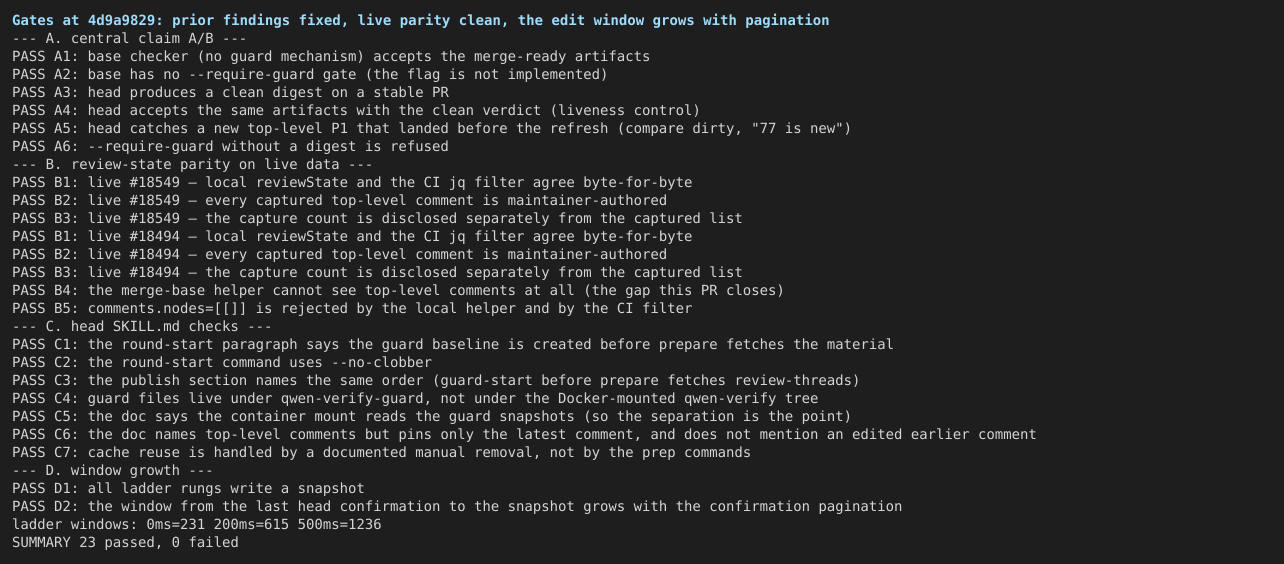 Gates at 4d9a9829: prior findings fixed, live parity clean, the edit window grows with pagination
--- A. central claim A/B ---
PASS A1: base checker (no guard mechanism) accepts the merge-ready artifacts
PASS A2: base has no --require-guard gate (the flag is not implemented)
PASS A3: head produces a clean digest on a stable PR
PASS A4: head accepts the same artifacts with the clean verdict (liveness control)
PASS A5: head catches a new top-level P1 that landed before the refresh (compare dirty, "77 is new")
PASS A6: --require-guard without a digest is refused
--- B. review-state parity on live data ---
PASS B1: live #18549 — local reviewState and the CI jq filter agree byte-for-byte
PASS B2: live #18549 — every captured top-level comment is maintainer-authored
PASS B3: live #18549 — the capture count is disclosed separately from the captured list
PASS B1: live #18494 — local reviewState and the CI jq filter agree byte-for-byte
PASS B2: live #18494 — every captured top-level comment is maintainer-authored
PASS B3: live #18494 — the capture count is disclosed separately from the captured list
PASS B4: the merge-base helper cannot see top-level comments at all (the gap this PR closes)
PASS B5: comments.nodes=[[]] is rejected by the local helper and by the CI filter
--- C. head SKILL.md checks ---
PASS C1: the round-start paragraph says the guard baseline is created before prepare fetches the material
PASS C2: the round-start command uses --no-clobber
PASS C3: the publish section names the same order (guard-start before prepare fetches review-threads)
PASS C4: guard files live under qwen-verify-guard, not under the Docker-mounted qwen-verify tree
PASS C5: the doc says the container mount reads the guard snapshots (so the separation is the point)
PASS C6: the doc names top-level comments but pins only the latest comment, and does not mention an edited earlier comment
PASS C7: cache reuse is handled by a documented manual removal, not by the prep commands
--- D. window growth ---
PASS D1: all ladder rungs write a snapshot
PASS D2: the window from the last head confirmation to the snapshot grows with the confirmation pagination
ladder windows: 0ms=231 200ms=615 500ms=1236
SUMMARY 23 passed, 0 failed